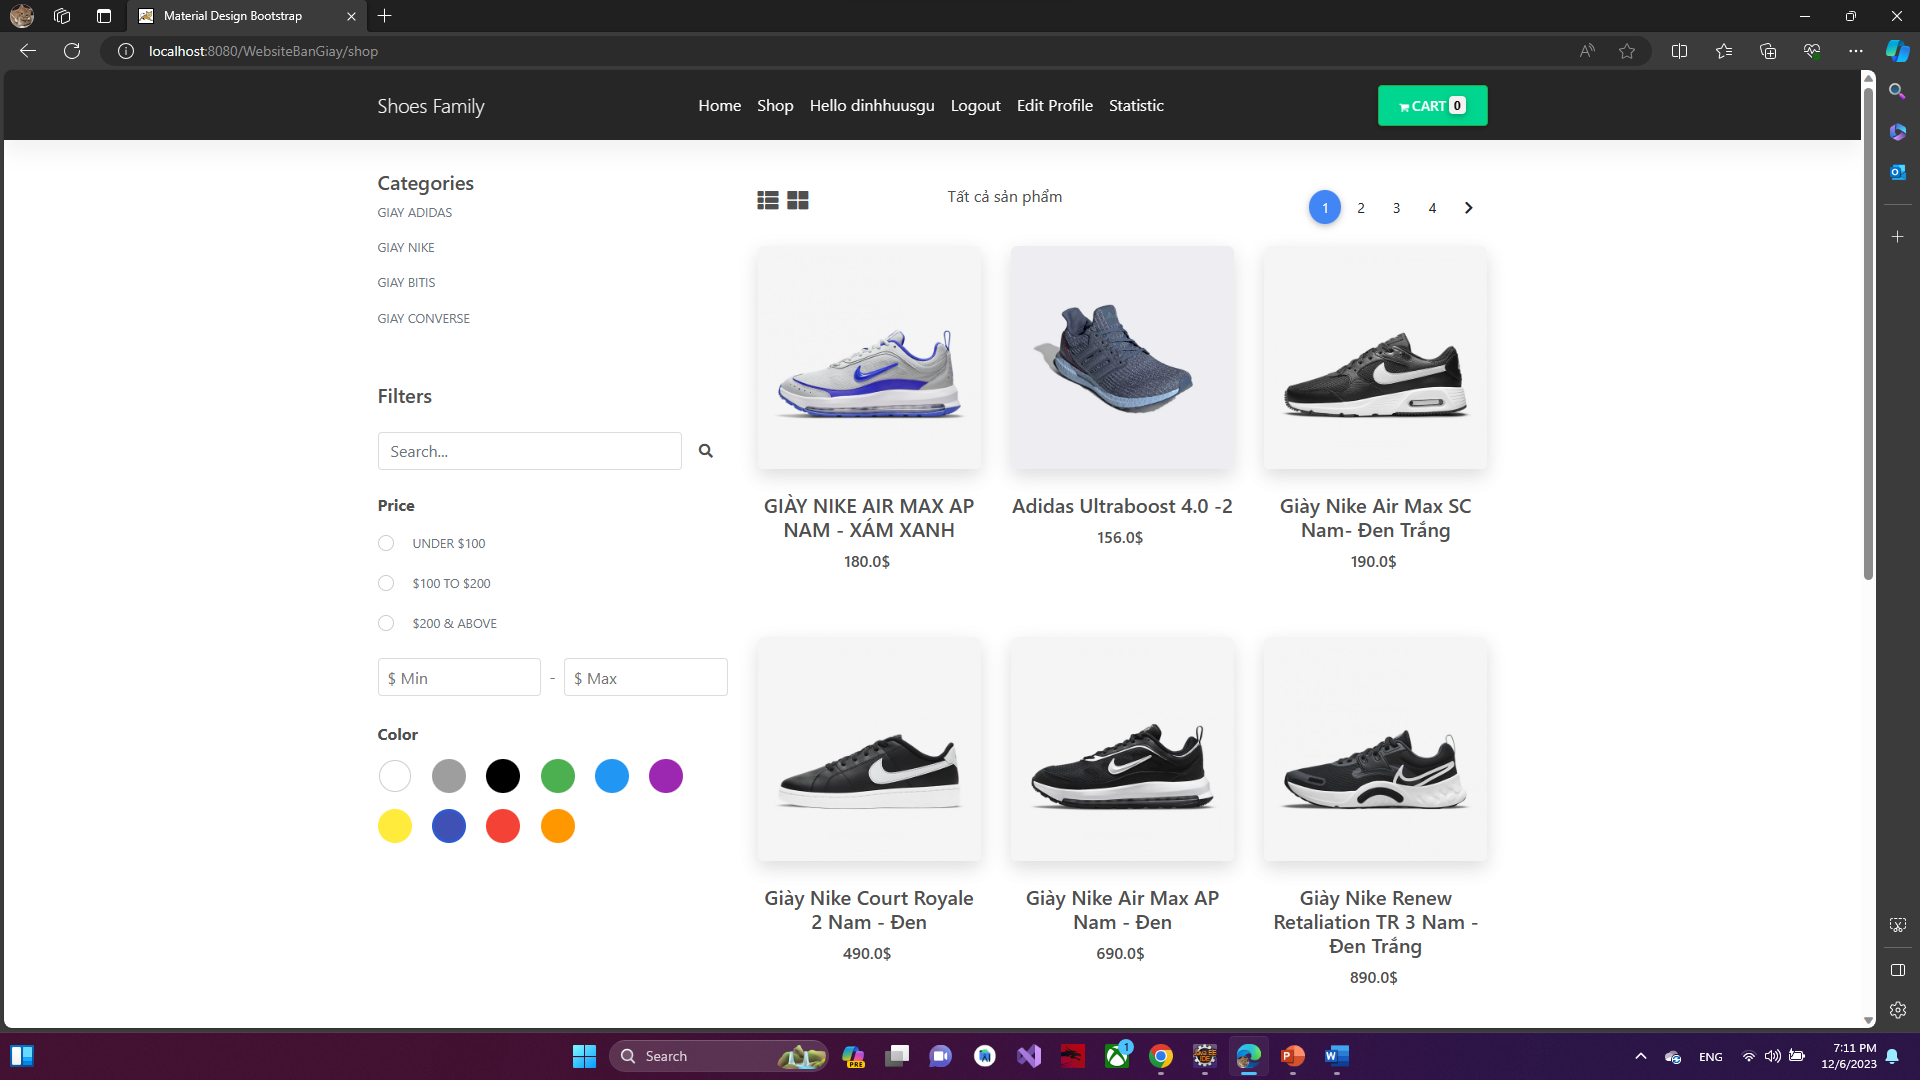 Material Design Bootstrap
localhost:8080/WebsiteBanGiay/shop
Shoes Family
Home Shop Hello dinhhuusgu Logout Edit Profile Statistic
CART 0
Categories
GIAY ADIDAS
GIAY NIKE
GIAY BITIS
GIAY CONVERSE
Filters
Search...
Price
UNDER $100
$100 TO $200
$200 & ABOVE
$ Min - $ Max
Color
Tất cả sản phẩm
1 2 3 4
GIÀY NIKE AIR MAX AP
NAM - XÁM XANH
180.0$
Adidas Ultraboost 4.0 -2
156.0$
Giày Nike Air Max SC
Nam- Đen Trắng
190.0$
Giày Nike Court Royale
2 Nam - Đen
490.0$
Giày Nike Air Max AP
Nam - Đen
690.0$
Giày Nike Renew
Retaliation TR 3 Nam -
Đen Trắng
890.0$
Search
PRE
1
ENG
7:11 PM
12/6/2023